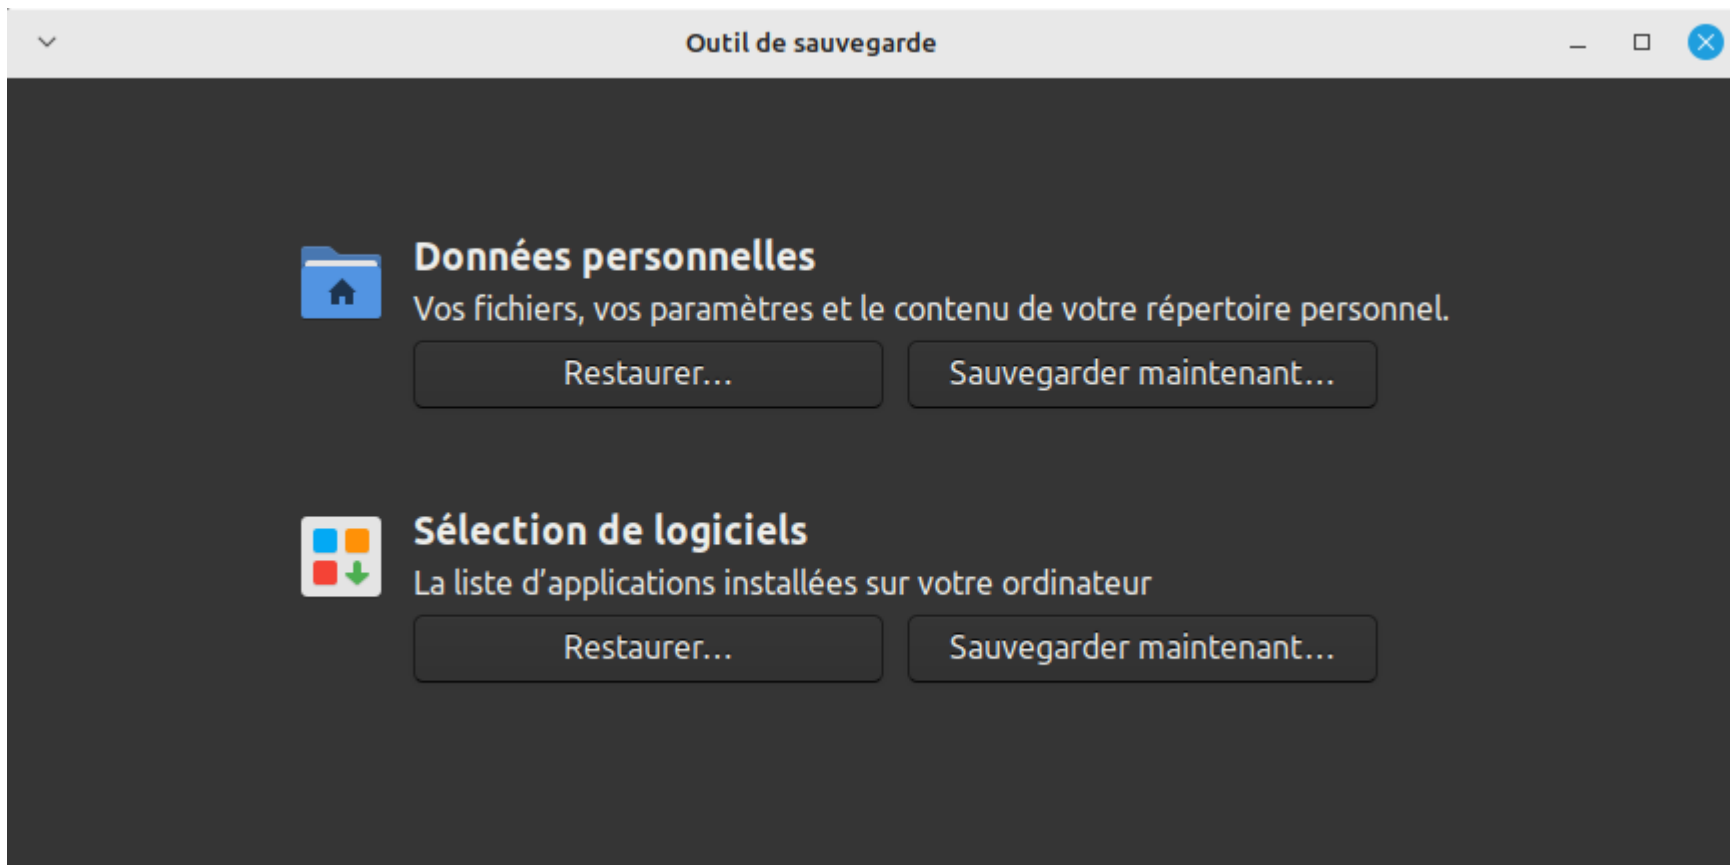 Outil de sauvegarde
Données personnelles
Vos fichiers, vos paramètres et le contenu de votre répertoire personnel.
Restaurer... Sauvegarder maintenant...
Sélection de logiciels
La liste d’applications installées sur votre ordinateur
Restaurer... Sauvegarder maintenant...